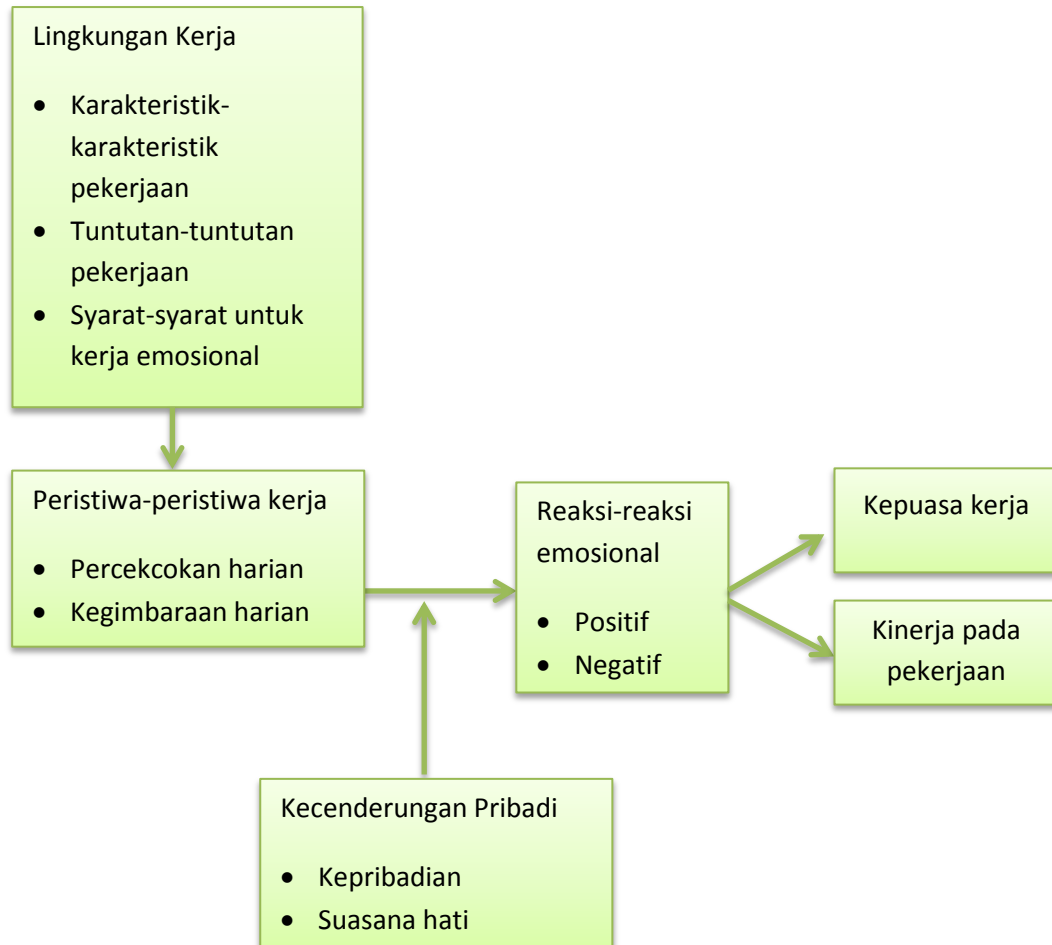 Lingkungan Kerja
• Karakteristik-
karakteristik
pekerjaan
• Tuntutan-tuntutan
pekerjaan
• Syarat-syarat untuk
kerja emosional
Peristiwa-peristiwa kerja
• Percekcokan harian
• Kegimbaraan harian
Reaksi-reaksi
emosional
• Positif
• Negatif
Kepuasa kerja
Kinerja pada
pekerjaan
Kecenderungan Pribadi
• Kepribadian
• Suasana hati